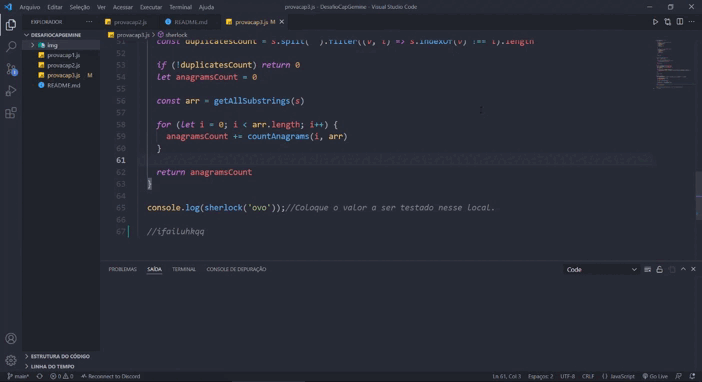 Arquivo Editar Seleção Ver Acessar Executar Terminal Ajuda
provacap3.js - DesafioCapGemine - Visual Studio Code
EXPLORADOR
DESAFIOCAPGEMINE
img
provacap1.js
provacap2.js
provacap3.js M
README.md
provacap2.js README.md provacap3.js M
provacap3.js sherlock
const duplicatesCount = s.split(' ').filter((v, i) => s.indexOf(v) !== i).length
52
53 if (!duplicatesCount) return 0
54 let anagramsCount = 0
55
56 const arr = getAllSubstrings(s)
57
58 for (let i = 0; i < arr.length; i++) {
59 anagramsCount += countAnagrams(i, arr)
60 }
61
62 return anagramsCount
63 }
64
65 console.log(sherlock('ovo'));//Coloque o valor a ser testado nesse local.
66
67 //ifailuhkqq
PROBLEMAS SAÍDA TERMINAL CONSOLE DE DEPURAÇÃO
Code
ESTRUTURA DO CÓDIGO
LINHA DO TEMPO
main* 0 0 Reconnect to Discord
Ln 61, Col 1 Espaços: 2 UTF-8 CRLF {} JavaScript Go Live